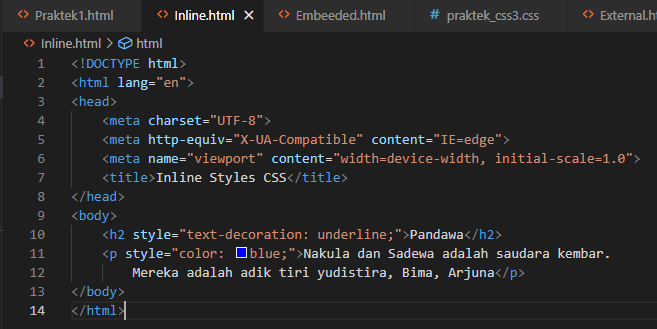 Praktek1.html Inline.html Embeeded.html praktek_css3.css External.h
Inline.html > html
1 <!DOCTYPE html>
2 <html lang="en">
3 <head>
4 <meta charset="UTF-8">
5 <meta http-equiv="X-UA-Compatible" content="IE=edge">
6 <meta name="viewport" content="width=device-width, initial-scale=1.0">
7 <title>Inline Styles CSS</title>
8 </head>
9 <body>
10 <h2 style="text-decoration: underline;">Pandawa</h2>
11 <p style="color: blue;">Nakula dan Sadewa adalah saudara kembar.
12 Mereka adalah adik tiri yudistira, Bima, Arjuna</p>
13 </body>
14 </html>